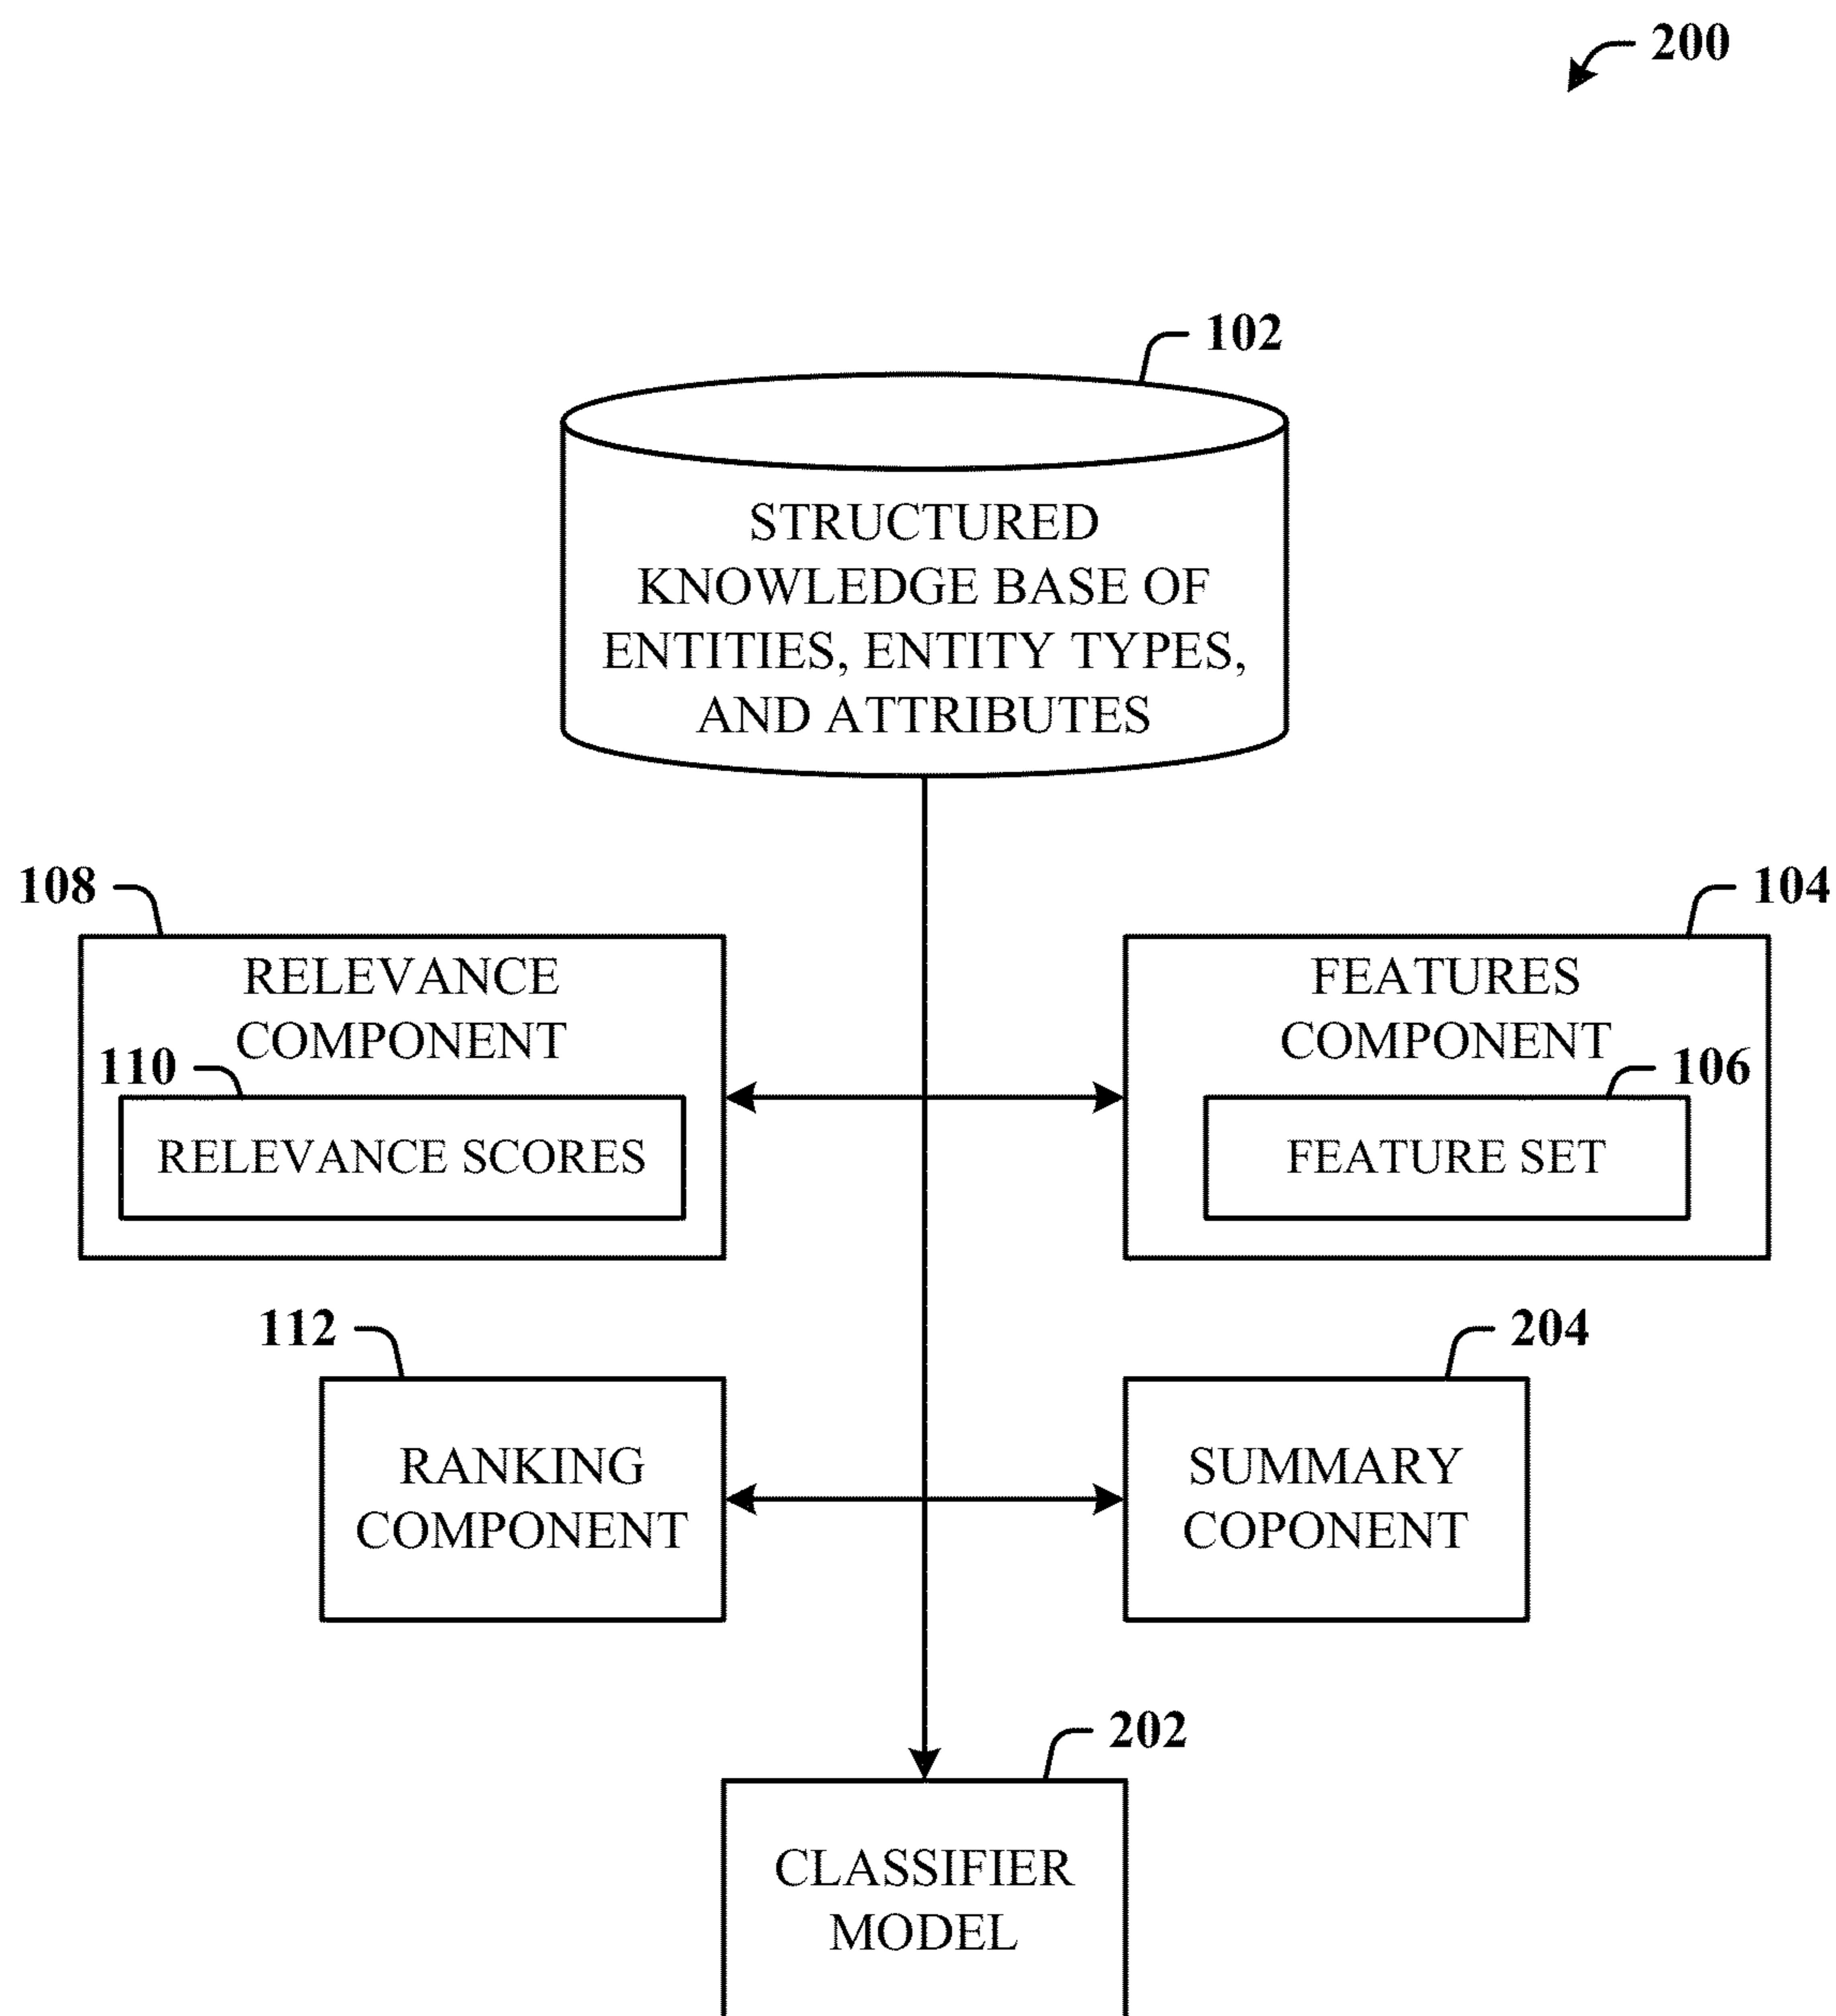 200
102
STRUCTURED
KNOWLEDGE BASE OF
ENTITIES, ENTITY TYPES,
AND ATTRIBUTES
108
RELEVANCE
COMPONENT
110
RELEVANCE SCORES
104
FEATURES
COMPONENT
106
FEATURE SET
112
RANKING
COMPONENT
204
SUMMARY
COPONENT
202
CLASSIFIER
MODEL